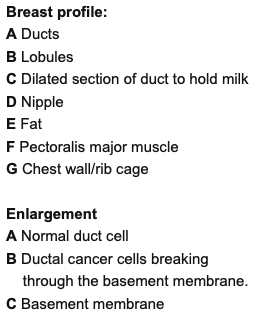 Breast profile:
A Ducts
B Lobules
C Dilated section of duct to hold milk
D Nipple
E Fat
F Pectoralis major muscle
G Chest wall/rib cage
Enlargement
A Normal duct cell
B Ductal cancer cells breaking
through the basement membrane.
C Basement membrane